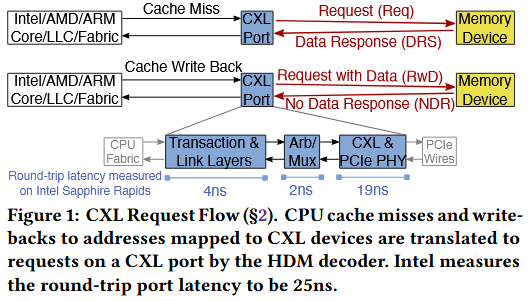 Intel/AMD/ARM Core/LLC/Fabric
Cache Miss
CXL Port
Request (Req)
Data Response (DRS)
Memory Device
Intel/AMD/ARM Core/LLC/Fabric
Cache Write Back
CXL Port
Request with Data (RwD)
No Data Response (NDR)
Memory Device
CPU Fabric
Transaction & Link Layers
Arb/ Mux
CXL & PCIe PHY
PCIe Wires
Round-trip latency measured on Intel Sapphire Rapids
4ns
2ns
19ns
Figure 1: CXL Request Flow (§2). CPU cache misses and write-
backs to addresses mapped to CXL devices are translated to
requests on a CXL port by the HDM decoder. Intel measures
the round-trip port latency to be 25ns.